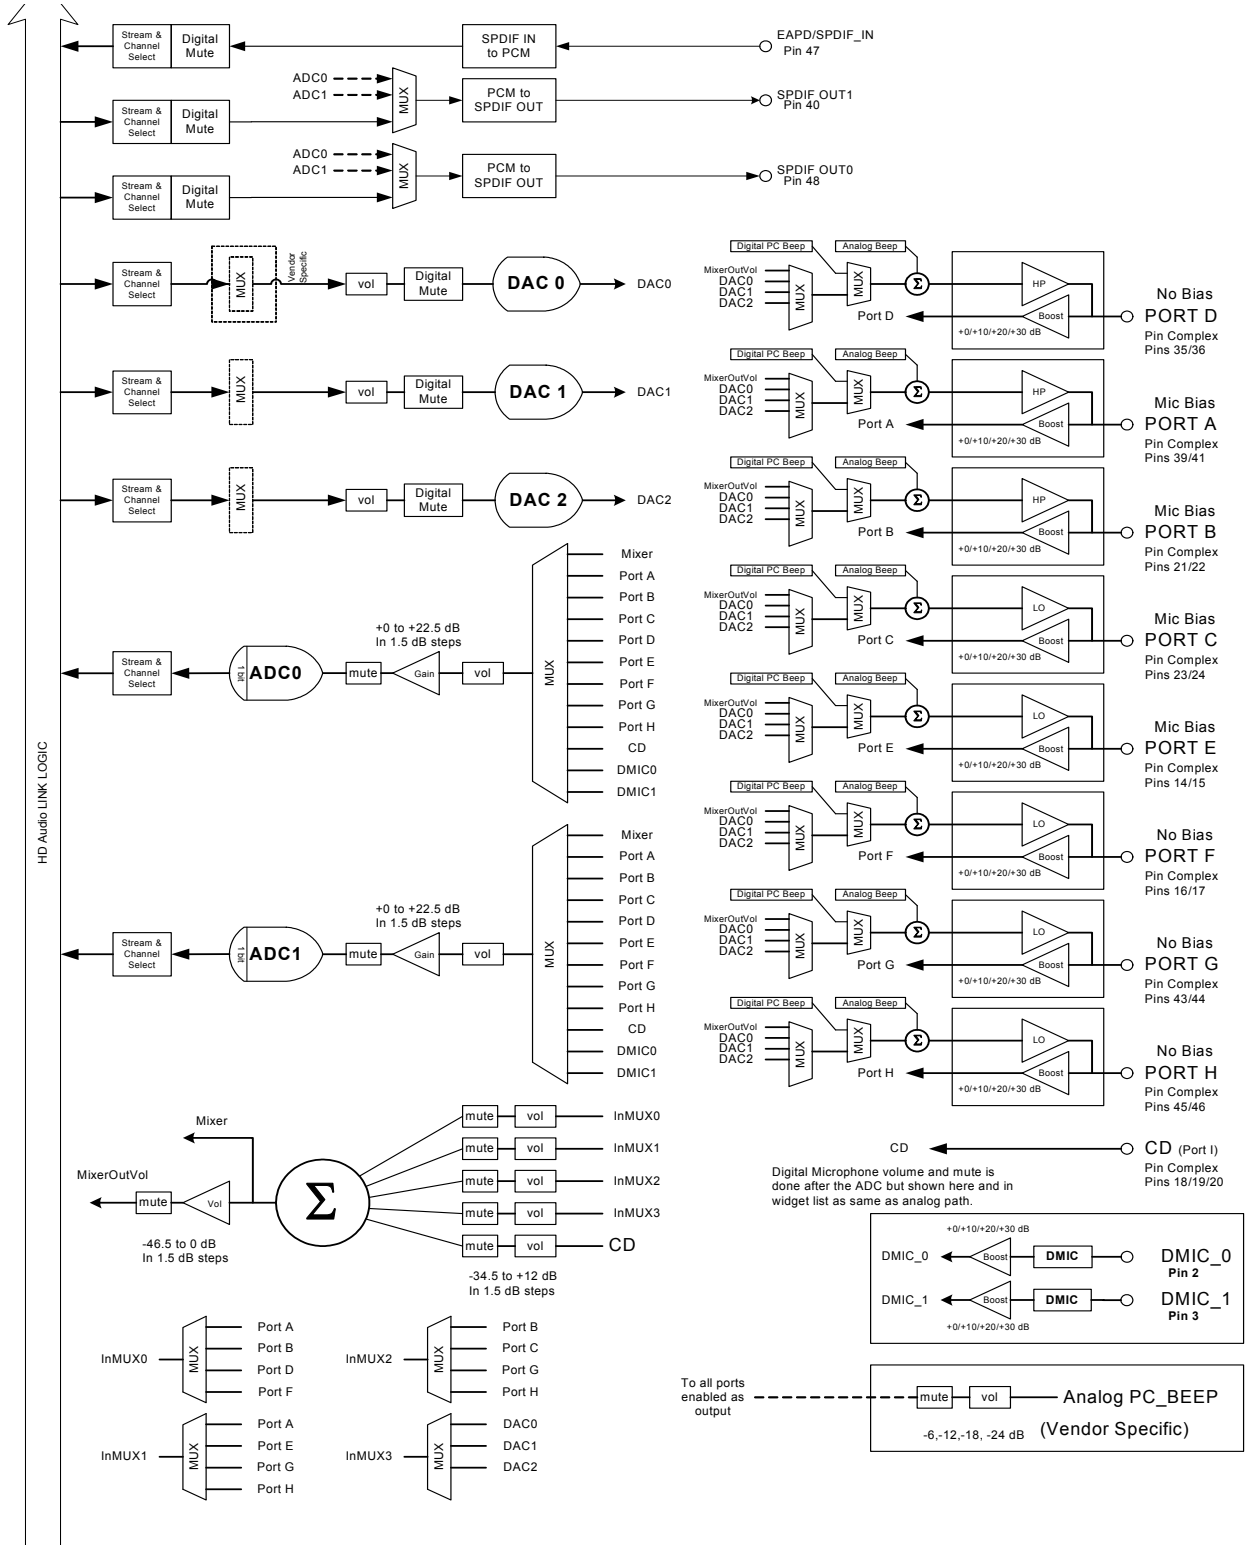 Stream &
Channel
Select
Digital
Mute
SPDIF IN
to PCM
EAPD/SPDIF_IN
Pin 47
ADC0
ADC1
MUX
PCM to
SPDIF OUT
SPDIF OUT1
Pin 40
Stream &
Channel
Select
Digital
Mute
ADC0
ADC1
MUX
PCM to
SPDIF OUT
SPDIF OUT0
Pin 48
Stream &
Channel
Select
Digital
Mute
Stream &
Channel
Select
MUX
Vendor
Specific
vol
Digital
Mute
DAC 0
DAC0
Stream &
Channel
Select
MUX
vol
Digital
Mute
DAC 1
DAC1
Stream &
Channel
Select
MUX
vol
Digital
Mute
DAC 2
DAC2
HD Audio LINK LOGIC
Stream &
Channel
Select
1 bit
ADC0
mute
Gain
+0 to +22.5 dB
In 1.5 dB steps
vol
MUX
Mixer
Port A
Port B
Port C
Port D
Port E
Port F
Port G
Port H
CD
DMIC0
DMIC1
Stream &
Channel
Select
1 bit
ADC1
mute
Gain
+0 to +22.5 dB
In 1.5 dB steps
vol
MUX
Mixer
Port A
Port B
Port C
Port D
Port E
Port F
Port G
Port H
CD
DMIC0
DMIC1
Mixer
MixerOutVol
mute
Vol
-46.5 to 0 dB
In 1.5 dB steps
Σ
mute
vol
InMUX0
mute
vol
InMUX1
mute
vol
InMUX2
mute
vol
InMUX3
mute
vol
CD
-34.5 to +12 dB
In 1.5 dB steps
InMUX0
MUX
Port A
Port B
Port D
Port F
InMUX2
MUX
Port B
Port C
Port G
Port H
InMUX1
MUX
Port A
Port E
Port G
Port H
InMUX3
MUX
DAC0
DAC1
DAC2
Digital PC Beep
Analog Beep
MixerOutVol
DAC0
DAC1
DAC2
MUX
MUX
Σ
HP
Boost
Port D
+0/+10/+20/+30 dB
No Bias
PORT D
Pin Complex
Pins 35/36
Digital PC Beep
Analog Beep
MixerOutVol
DAC0
DAC1
DAC2
MUX
MUX
Σ
HP
Boost
Port A
+0/+10/+20/+30 dB
Mic Bias
PORT A
Pin Complex
Pins 39/41
Digital PC Beep
Analog Beep
MixerOutVol
DAC0
DAC1
DAC2
MUX
MUX
Σ
HP
Boost
Port B
+0/+10/+20/+30 dB
Mic Bias
PORT B
Pin Complex
Pins 21/22
Digital PC Beep
Analog Beep
MixerOutVol
DAC0
DAC1
DAC2
MUX
MUX
Σ
LO
Boost
Port C
+0/+10/+20/+30 dB
Mic Bias
PORT C
Pin Complex
Pins 23/24
Digital PC Beep
Analog Beep
MixerOutVol
DAC0
DAC1
DAC2
MUX
MUX
Σ
LO
Boost
Port E
+0/+10/+20/+30 dB
Mic Bias
PORT E
Pin Complex
Pins 14/15
Digital PC Beep
Analog Beep
MixerOutVol
DAC0
DAC1
DAC2
MUX
MUX
Σ
LO
Boost
Port F
+0/+10/+20/+30 dB
No Bias
PORT F
Pin Complex
Pins 16/17
Digital PC Beep
Analog Beep
MixerOutVol
DAC0
DAC1
DAC2
MUX
MUX
Σ
LO
Boost
Port G
+0/+10/+20/+30 dB
No Bias
PORT G
Pin Complex
Pins 43/44
Digital PC Beep
Analog Beep
MixerOutVol
DAC0
DAC1
DAC2
MUX
MUX
Σ
LO
Boost
Port H
+0/+10/+20/+30 dB
No Bias
PORT H
Pin Complex
Pins 45/46
CD
CD (Port I)
Pin Complex
Pins 18/19/20
Digital Microphone volume and mute is
done after the ADC but shown here and in
widget list as same as analog path.
+0/+10/+20/+30 dB
DMIC_0
Boost
DMIC
DMIC_0
Pin 2
DMIC_1
Boost
DMIC
DMIC_1
Pin 3
+0/+10/+20/+30 dB
To all ports
enabled as
output
mute
vol
Analog PC_BEEP
-6,-12,-18, -24 dB
(Vendor Specific)